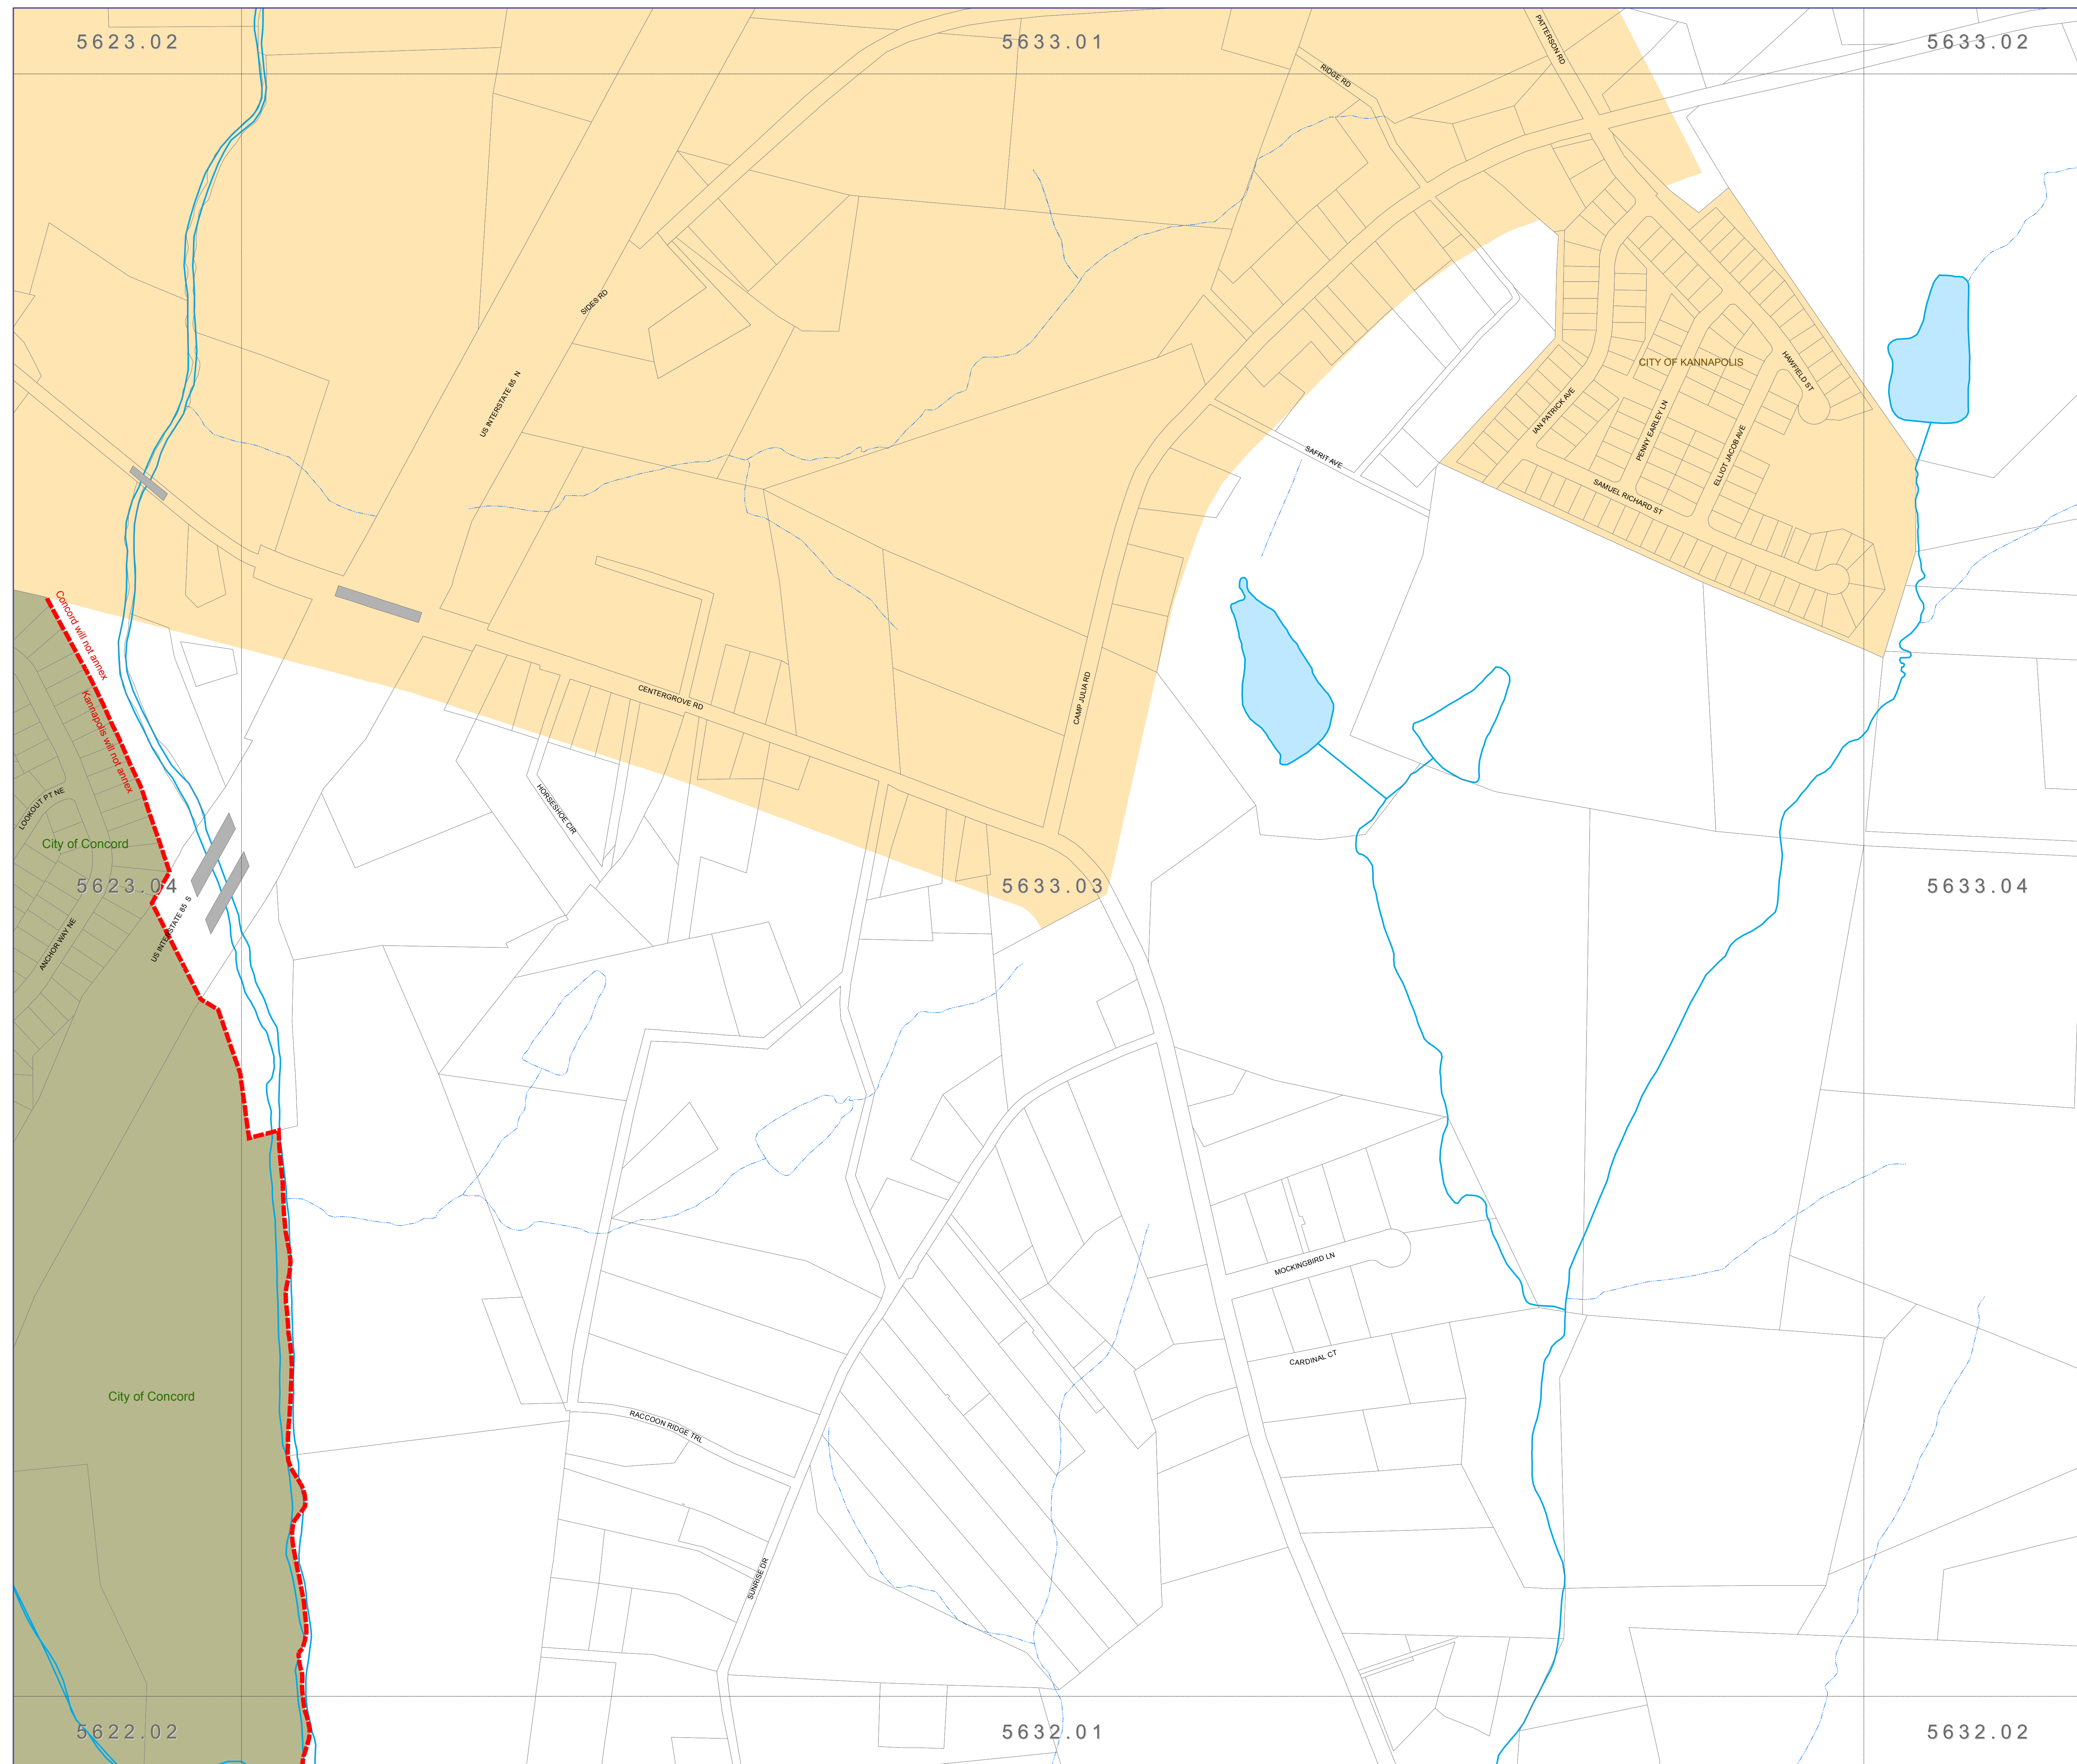 5623.02
5633.01
5633.02
PATTERSON RD
RIDGE RD
SIDES RD
US INTERSTATE 85 N
CITY OF KANNAPOLIS
HAWFIELD ST
IAN PATRICK AVE
PENNY EARLEY LN
ELLIOT JACOB AVE
SAFRIT AVE
SAMUEL RICHARD ST
Concord will not annex
Kannapolis will not annex
CENTERGROVE RD
CAMP JULIA RD
LOOKOUT PT NE
HORSESHOE CIR
City of Concord
5623.04
5633.03
5633.04
US INTERSTATE 85 S
ANCHOR WAY NE
MOCKINGBIRD LN
CARDINAL CT
City of Concord
RACCOON RIDGE TRL
SUNRISE DR
5622.02
5632.01
5632.02